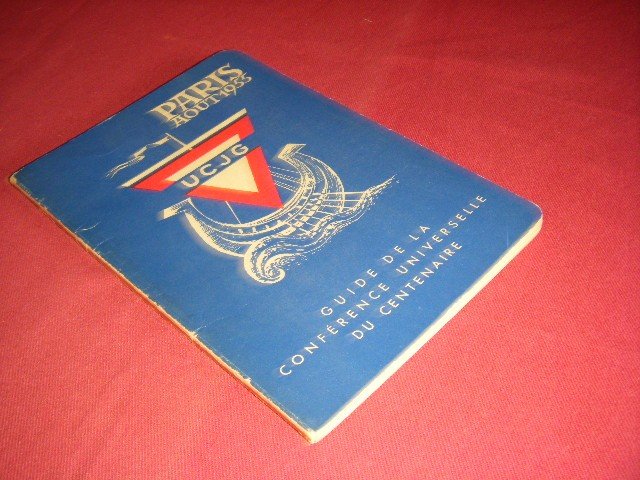 PARIS
AOUT 1955
UCJG
GUIDE DE LA
CONFÉRENCE UNIVERSELLE
DU CENTENAIRE